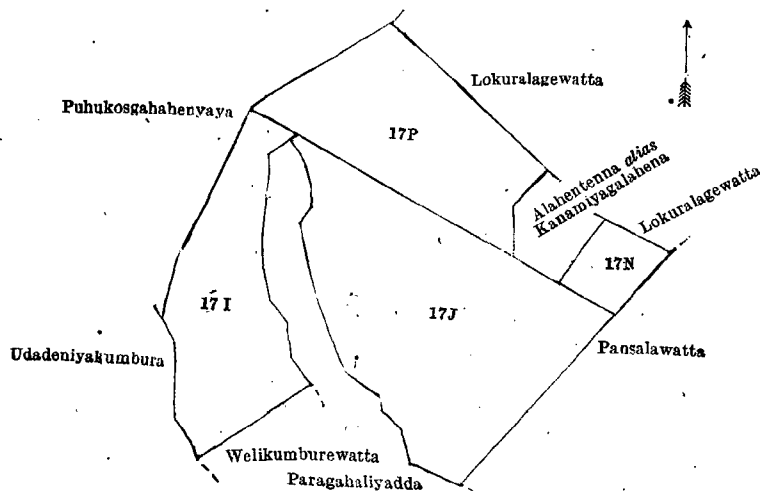 Lokuralagewatta
Puhukosgahahenyaya
17P
Alahentenna alias
Kanamiyagalahena
Lokuralagewatta
17N
17 I
17J
Pansalawatta
Udadeniyakumbura
Welikumburewatta
Paragahaliyadda